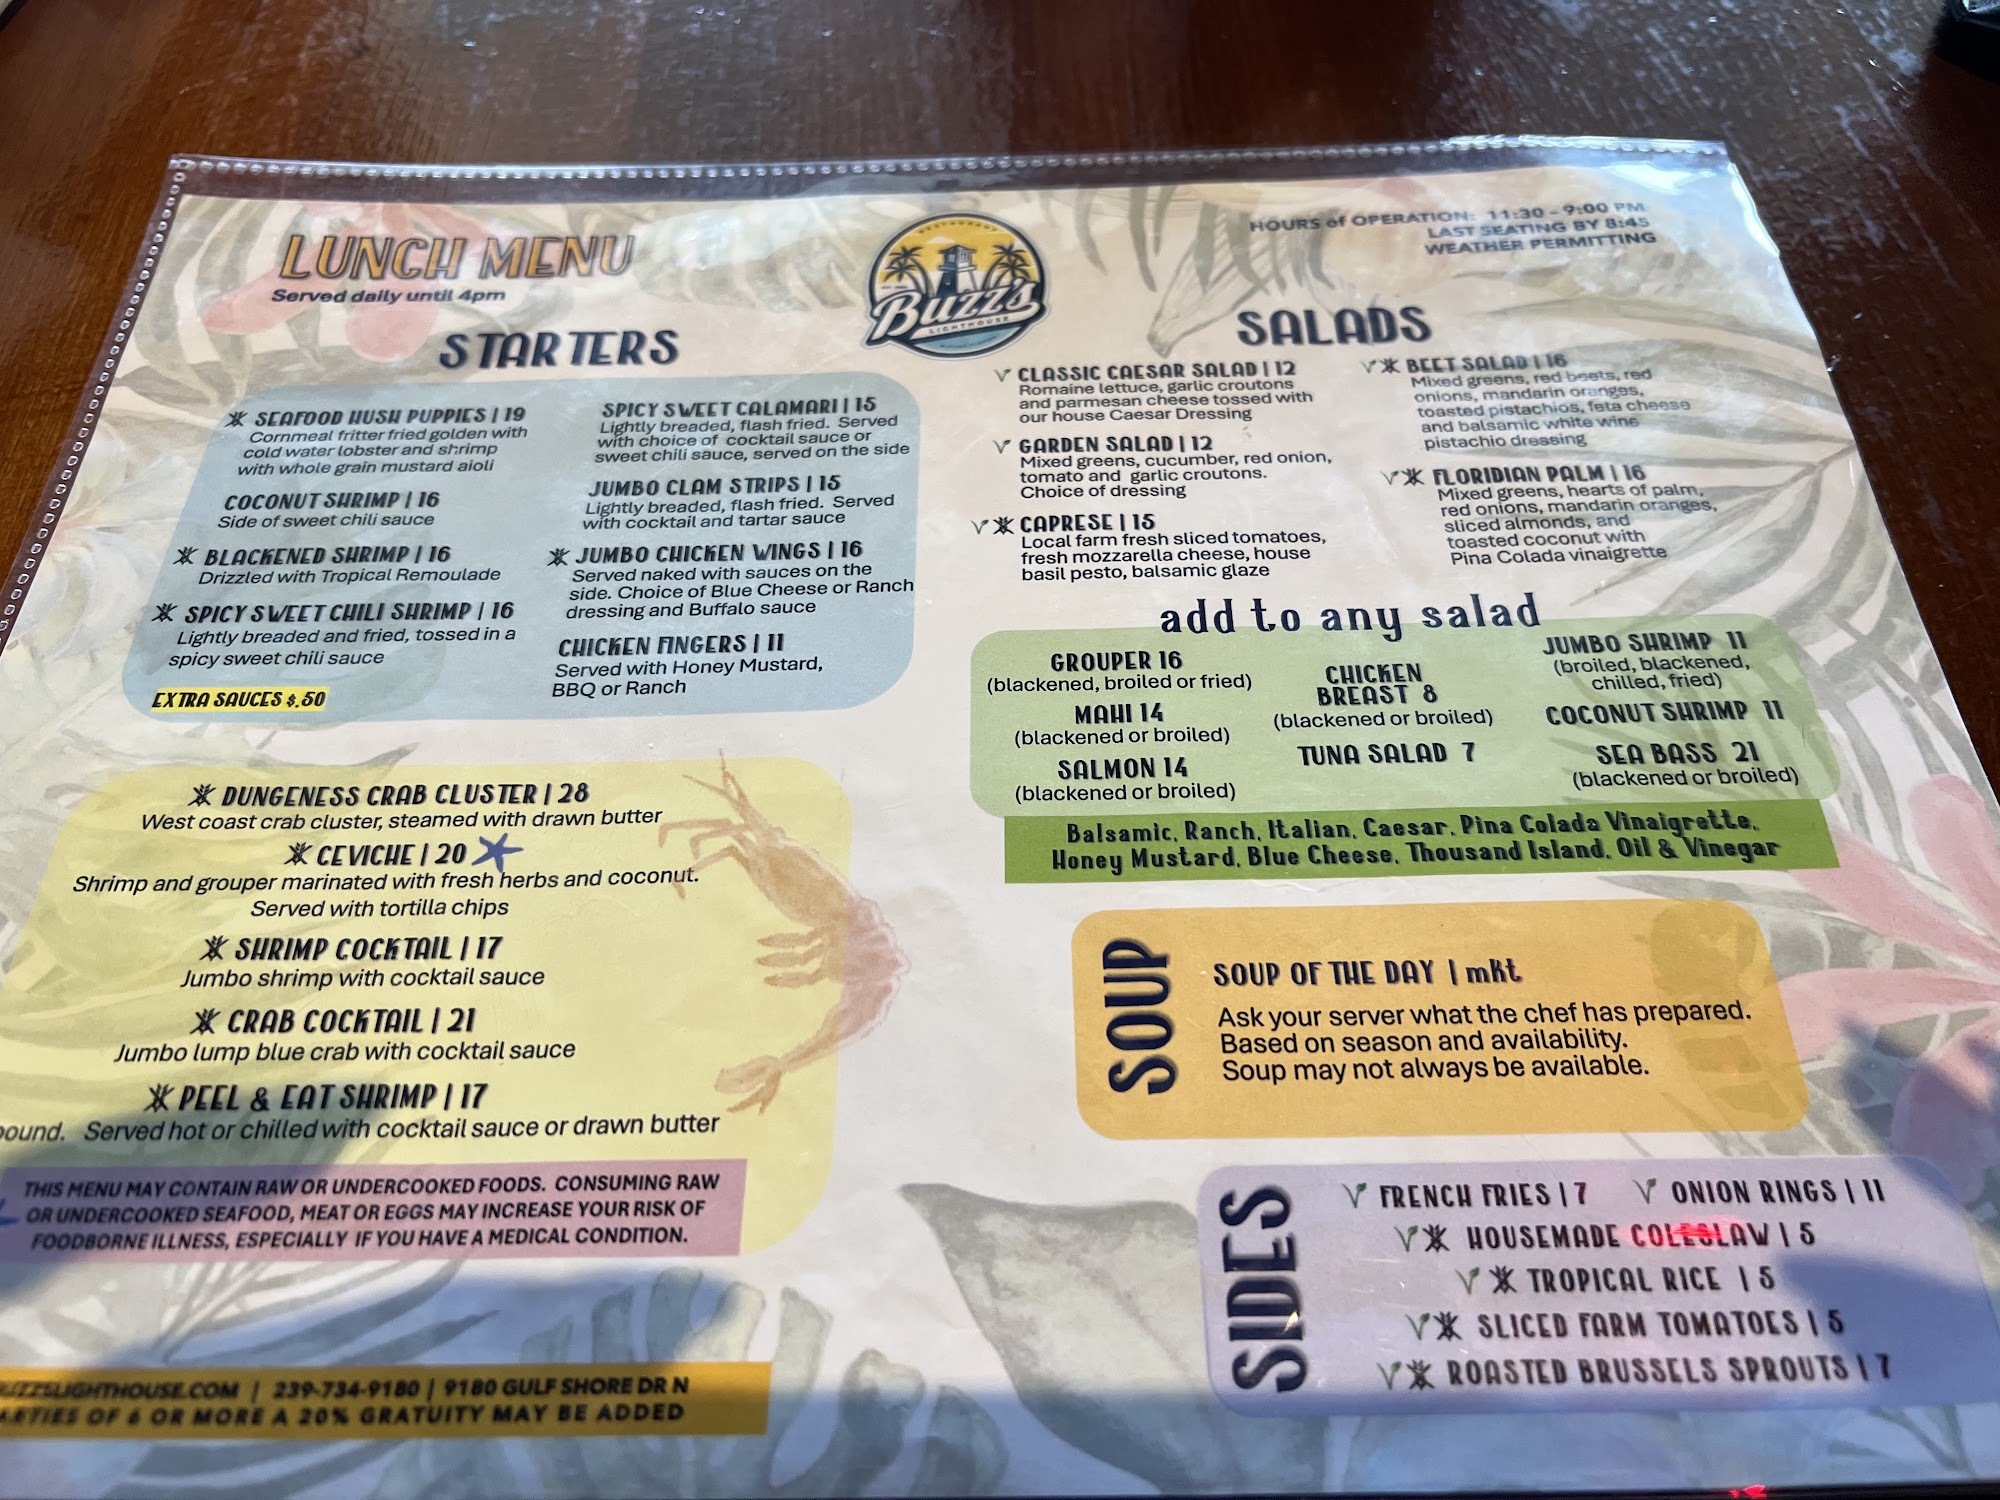 LUNCH MENU
Served daily until 4pm
RESTAURANT
Buzz's
LIGHTHOUSE
HOURS of OPERATION: 11:30 - 9:00 PM
LAST SEATING BY 8:45
WEATHER PERMITTING
STARTERS
SEAFOOD HUSH PUPPIES | 19
Cornmeal fritter fried golden with
cold water lobster and shrimp
with whole grain mustard aioli
COCONUT SHRIMP | 16
Side of sweet chili sauce
BLACKENED SHRIMP | 16
Drizzled with Tropical Remoulade
SPICY SWEET CHILI SHRIMP | 16
Lightly breaded and fried, tossed in a
spicy sweet chili sauce
EXTRA SAUCES $.50
SPICY SWEET CALAMARI | 15
Lightly breaded, flash fried. Served
with choice of cocktail sauce or
sweet chili sauce, served on the side
JUMBO CLAM STRIPS | 15
Lightly breaded, flash fried. Served
with cocktail and tartar sauce
JUMBO CHICKEN WINGS | 16
Served naked with sauces on the
side. Choice of Blue Cheese or Ranch
dressing and Buffalo sauce
CHICKEN FINGERS | 11
Served with Honey Mustard,
BBQ or Ranch
DUNGENESS CRAB CLUSTER | 28
West coast crab cluster, steamed with drawn butter
CEVICHE | 20
Shrimp and grouper marinated with fresh herbs and coconut.
Served with tortilla chips
SHRIMP COCKTAIL | 17
Jumbo shrimp with cocktail sauce
CRAB COCKTAIL | 21
Jumbo lump blue crab with cocktail sauce
PEEL & EAT SHRIMP | 17
ound. Served hot or chilled with cocktail sauce or drawn butter
THIS MENU MAY CONTAIN RAW OR UNDERCOOKED FOODS. CONSUMING RAW
OR UNDERCOOKED SEAFOOD, MEAT OR EGGS MAY INCREASE YOUR RISK OF
FOODBORNE ILLNESS, ESPECIALLY IF YOU HAVE A MEDICAL CONDITION.
UZZSLIGHTHOUSE.COM | 239-734-9180 | 9180 GULF SHORE DR N
ARTIES OF 6 OR MORE A 20% GRATUITY MAY BE ADDED
SALADS
CLASSIC CAESAR SALAD | 12
Romaine lettuce, garlic croutons
and parmesan cheese tossed with
our house Caesar Dressing
GARDEN SALAD | 12
Mixed greens, cucumber, red onion,
tomato and garlic croutons.
Choice of dressing
CAPRESE | 15
Local farm fresh sliced tomatoes,
fresh mozzarella cheese, house
basil pesto, balsamic glaze
BEET SALAD | 16
Mixed greens, red beets, red
onions, mandarin oranges,
toasted pistachios, feta cheese
and balsamic white wine
pistachio dressing
FLORIDIAN PALM | 16
Mixed greens, hearts of palm,
red onions, mandarin oranges,
sliced almonds, and
toasted coconut with
Pina Colada vinaigrette
add to any salad
GROUPER 16
(blackened, broiled or fried)
MAHI 14
(blackened or broiled)
SALMON 14
(blackened or broiled)
CHICKEN
BREAST 8
(blackened or broiled)
TUNA SALAD 7
JUMBO SHRIMP 11
(broiled, blackened,
chilled, fried)
COCONUT SHRIMP 11
SEA BASS 21
(blackened or broiled)
Balsamic, Ranch, Italian, Caesar, Pina Colada Vinaigrette,
Honey Mustard, Blue Cheese, Thousand Island, Oil & Vinegar
SOUP
SOUP OF THE DAY | mkt
Ask your server what the chef has prepared.
Based on season and availability.
Soup may not always be available.
SIDES
FRENCH FRIES | 7
ONION RINGS | 11
HOUSEMADE COLESLAW | 5
TROPICAL RICE | 5
SLICED FARM TOMATOES | 5
ROASTED BRUSSELS SPROUTS | 7